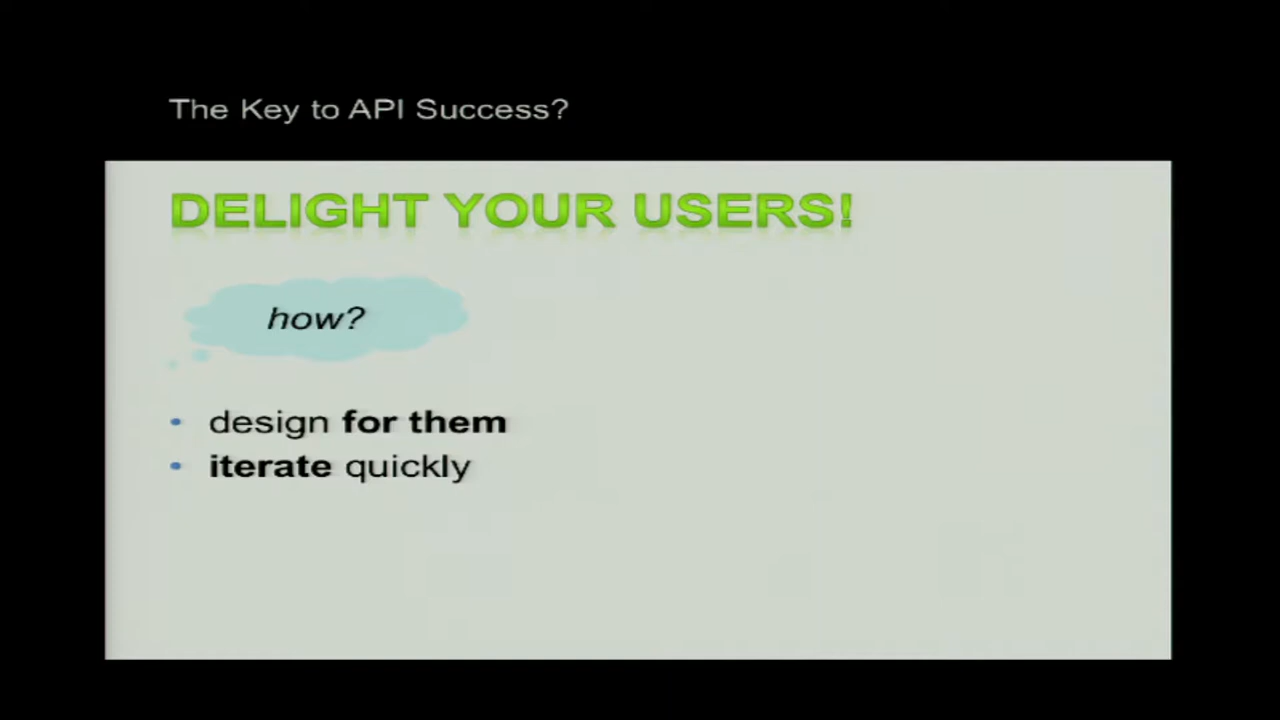 The Key to API Success?
DELIGHT YOUR USERS!
how?
• design for them
• iterate quickly